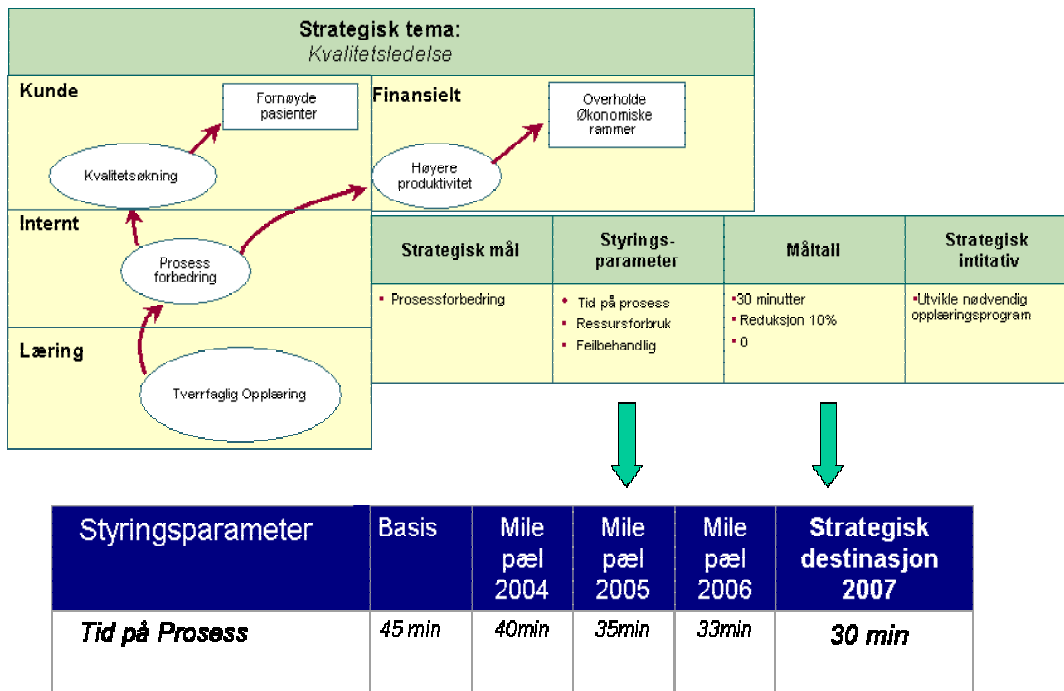 Strategisk tema:
Kvalitetsledelse
Kunde
Fornøyde
pasienter
Kvalitetsøkning
Finansielt
Overholde
Økonomiske
rammer
Høyere
produktivitet
Internt
Prosess
forbedring
Læring
Tverrfaglig Opplæring
Strategisk mål
Styrings-
parameter
Måltall
Strategisk
intitativ
▪ Prosessforbedring
• Tid på prosess
▪ Ressursforbruk
▪ Feilbehandlig
▪30 minutter
▪ Reduksjon 10%
▪ 0
▪Utvikle nødvendig
opplæringsprogram
Styringsparameter
Basis
Mile
pæl
2004
Mile
pæl
2005
Mile
pæl
2006
Strategisk
destinasjon
2007
Tid på Prosess
45 min
40min
35min
33min
30 min